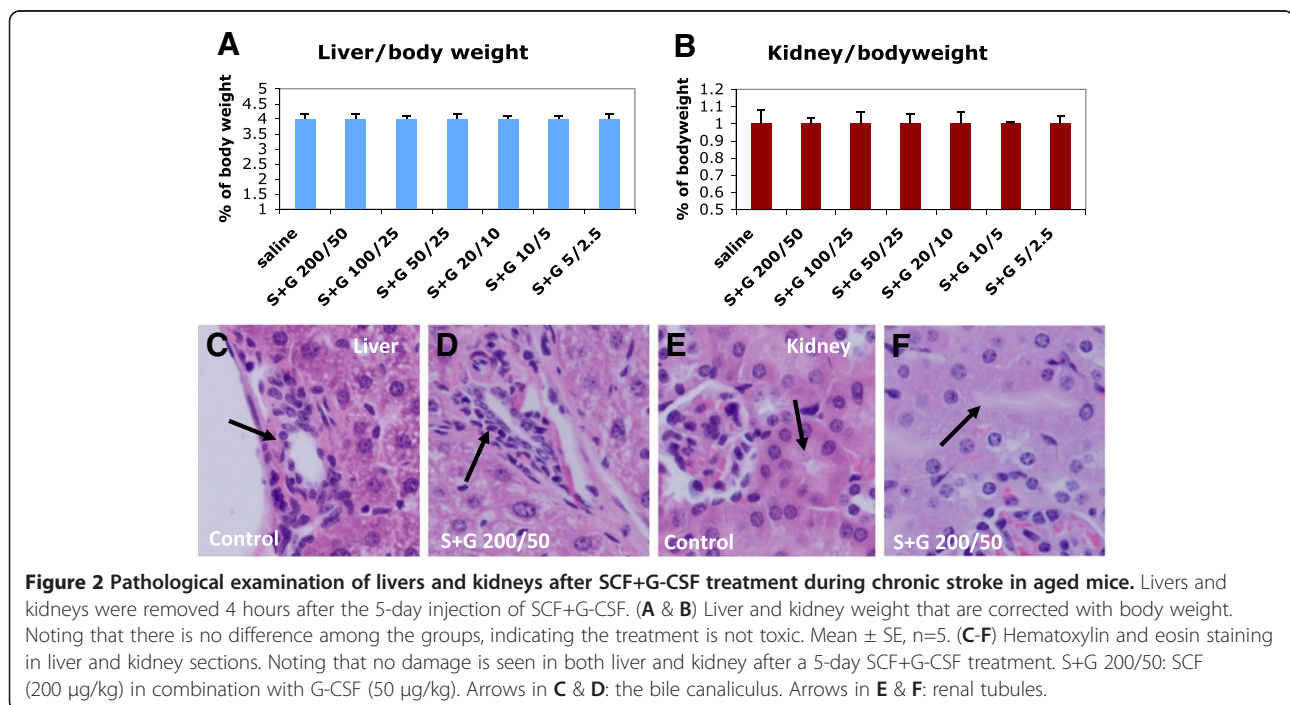 A
Liver/body weight
% of body weight
5
4.5
4
3.5
3
2.5
2
1.5
1
saline
S+G 200/50
S+G 100/25
S+G 50/25
S+G 20/10
S+G 10/5
S+G 5/2.5
B
Kidney/bodyweight
% of bodyweight
1.2
1.1
1
0.9
0.8
0.7
0.6
0.5
saline
S+G 200/50
S+G 100/25
S+G 50/25
S+G 20/10
S+G 10/5
S+G 5/2.5
C
Liver
Control
D
S+G 200/50
E
Kidney
Control
F
S+G 200/50
Figure 2 Pathological examination of livers and kidneys after SCF+G-CSF treatment during chronic stroke in aged mice. Livers and
kidneys were removed 4 hours after the 5-day injection of SCF+G-CSF. (A & B) Liver and kidney weight that are corrected with body weight.
Noting that there is no difference among the groups, indicating the treatment is not toxic. Mean ± SE, n=5. (C-F) Hematoxylin and eosin staining
in liver and kidney sections. Noting that no damage is seen in both liver and kidney after a 5-day SCF+G-CSF treatment. S+G 200/50: SCF
(200 μg/kg) in combination with G-CSF (50 μg/kg). Arrows in C & D: the bile canaliculus. Arrows in E & F: renal tubules.